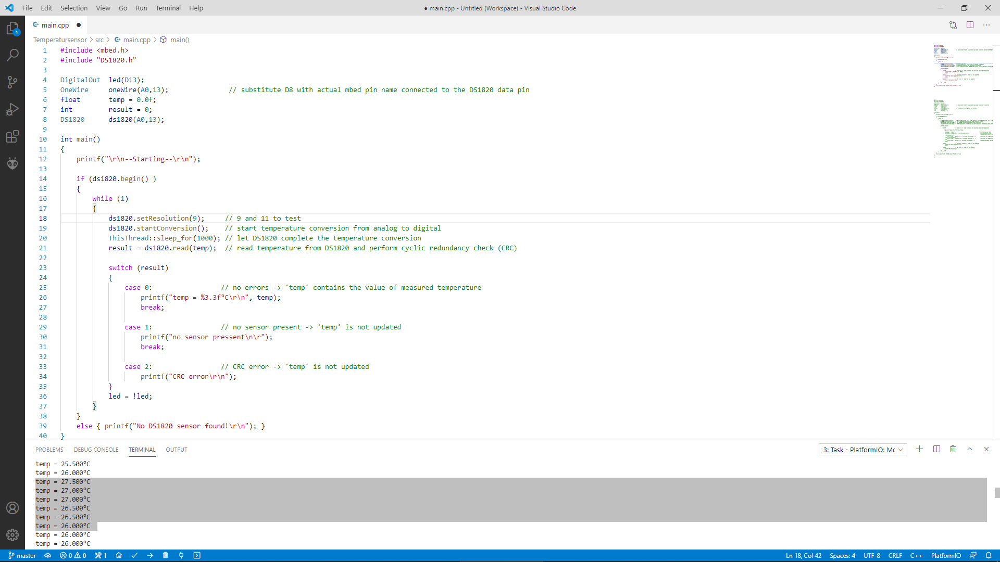 File Edit Selection View Go Run Terminal Help
● main.cpp - Untitled (Workspace) - Visual Studio Code
main.cpp ●
Temperatursensor > src > main.cpp > main()
1 #include <mbed.h>
2 #include "DS1820.h"
3
4 DigitalOut led(D13);
5 OneWire oneWire(A0,13); // substitute D8 with actual mbed pin name connected to the DS1820 data pin
6 float temp = 0.0f;
7 int result = 0;
8 DS1820 ds1820(A0,13);
9
10 int main()
11 {
12 printf("\r\n--Starting--\r\n");
13
14 if (ds1820.begin() )
15 {
16 while (1)
17 {
18 ds1820.setResolution(9); // 9 and 11 to test
19 ds1820.startConversion(); // start temperature conversion from analog to digital
20 ThisThread::sleep_for(1000); // let DS1820 complete the temperature conversion
21 result = ds1820.read(temp); // read temperature from DS1820 and perform cyclic redundancy check (CRC)
22
23 switch (result)
24 {
25 case 0: // no errors -> 'temp' contains the value of measured temperature
26 printf("temp = %3.3fºC\r\n", temp);
27 break;
28
29 case 1: // no sensor present -> 'temp' is not updated
30 printf("no sensor pressent\n\r");
31 break;
32
33 case 2: // CRC error -> 'temp' is not updated
34 printf("CRC error\r\n");
35 }
36 led = !led;
37 }
38 }
39 else { printf("No DS1820 sensor found!\r\n"); }
40 }
PROBLEMS DEBUG CONSOLE TERMINAL OUTPUT
3: Task - PlatformIO: Mc
temp = 25.500ºC
temp = 26.000ºC
temp = 27.500ºC
temp = 27.000ºC
temp = 27.000ºC
temp = 26.500ºC
temp = 26.500ºC
temp = 26.000ºC
temp = 26.000ºC
temp = 26.000ºC
1
master 0 0 1
Ln 18, Col 42 Spaces: 4 UTF-8 CRLF C++ PlatformIO